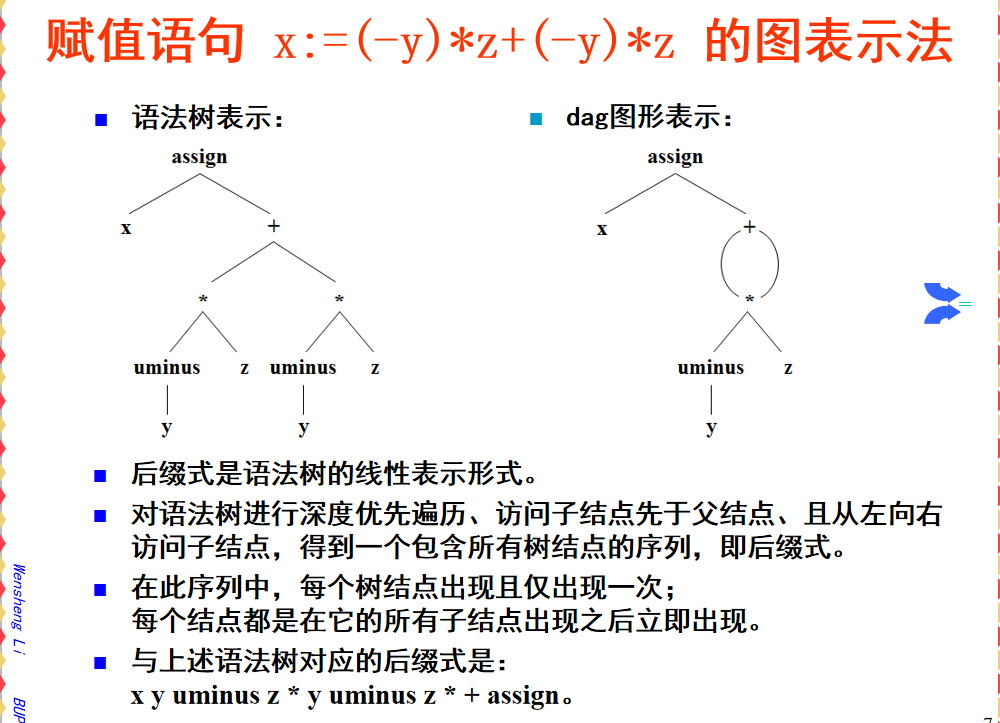 赋值语句 x:=(-y)*z+(-y)*z 的图表示法
语法树表示：
dag图形表示：
assign
assign
x
+
x
+
*
*
*
uminus z uminus z
uminus z
y
y
y
后缀式是语法树的线性表示形式。
对语法树进行深度优先遍历、访问子结点先于父结点、且从左向右
访问子结点，得到一个包含所有树结点的序列，即后缀式。
在此序列中，每个树结点出现且仅出现一次；
每个结点都是在它的所有子结点出现之后立即出现。
与上述语法树对应的后缀式是：
x y uminus z * y uminus z * + assign。
Wensheng Li
BUP